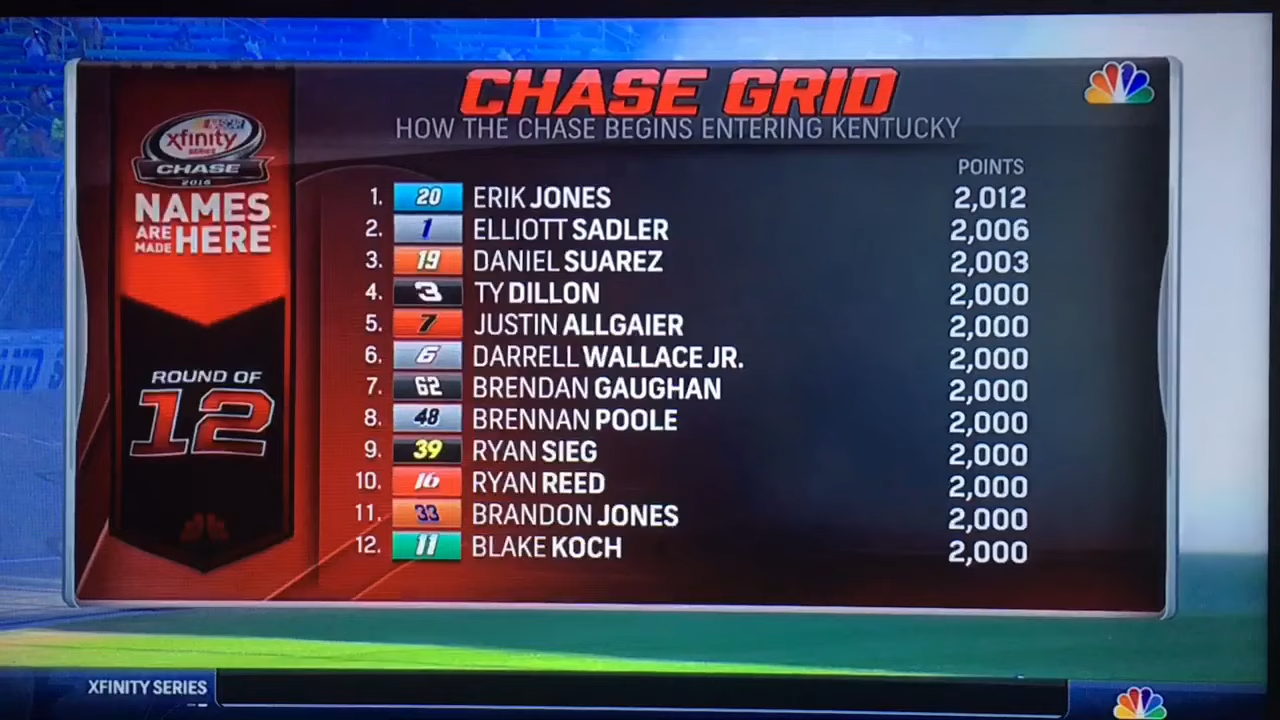 CHASE GRID
HOW THE CHASE BEGINS ENTERING KENTUCKY
NASCAR
xfinity
SERIES
CHASE
2016
NAMES
ARE MADE HERE
ROUND OF
12
POINTS
1. 20 ERIK JONES 2,012
2. 1 ELLIOTT SADLER 2,006
3. 19 DANIEL SUAREZ 2,003
4. 3 TY DILLON 2,000
5. 7 JUSTIN ALLGAIER 2,000
6. 6 DARRELL WALLACE JR. 2,000
7. 62 BRENDAN GAUGHAN 2,000
8. 48 BRENNAN POOLE 2,000
9. 39 RYAN SIEG 2,000
10. 16 RYAN REED 2,000
11. 33 BRANDON JONES 2,000
12. 11 BLAKE KOCH 2,000
XFINITY SERIES